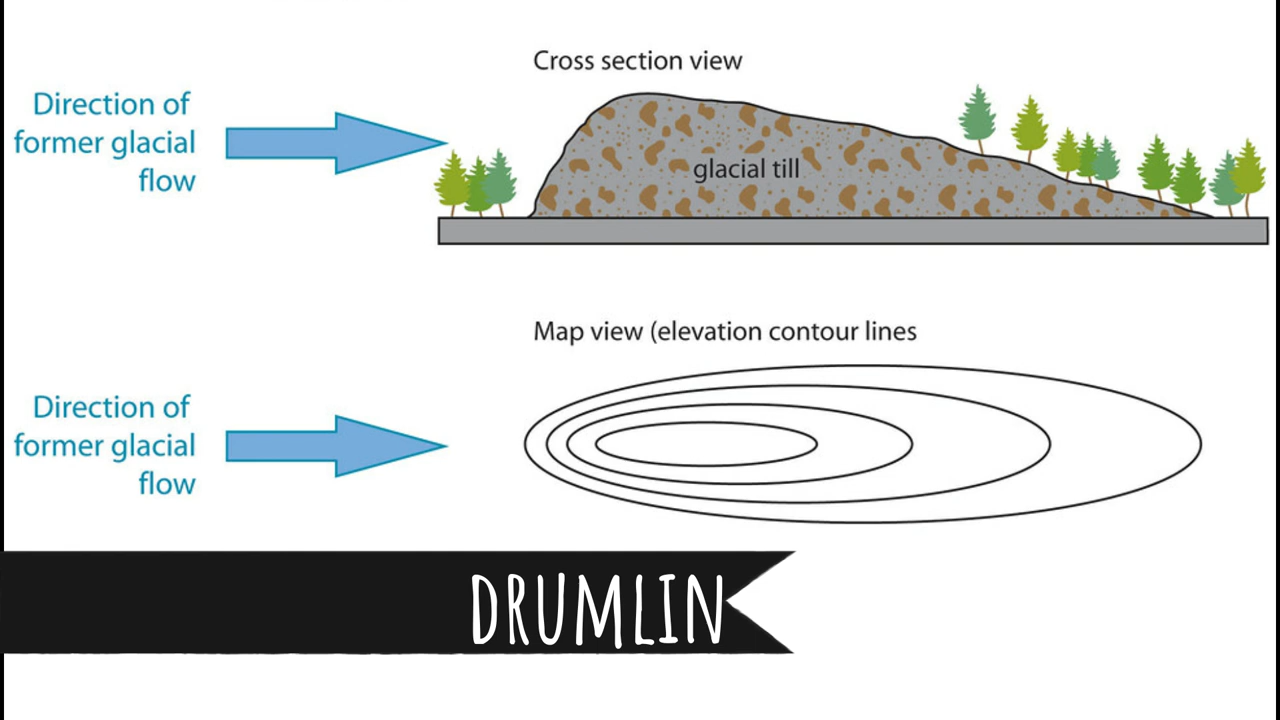 Cross section view
Direction of
former glacial
flow
glacial till
Map view (elevation contour lines
Direction of
former glacial
flow
DRUMLIN